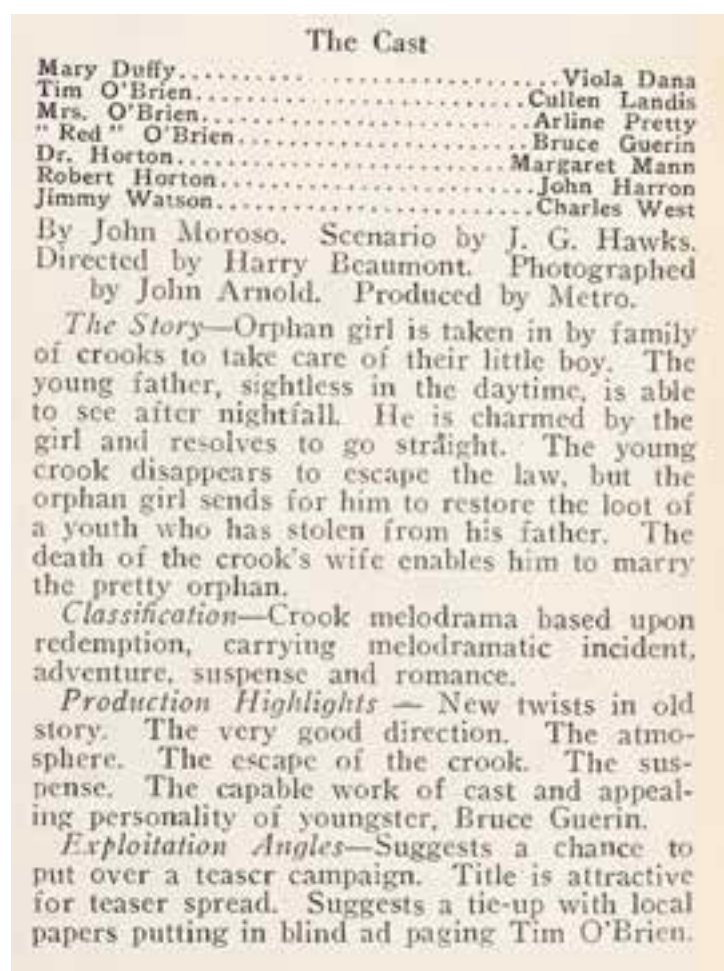 The Cast
Mary Duffy................................Viola Dana
Tim O'Brien............................Cullen Landis
Mrs. O'Brien...........................Arline Pretty
"Red" O'Brien.........................Bruce Guerin
Dr. Horton............................Margaret Mann
Robert Horton..........................John Harron
Jimmy Watson.........................Charles West
By John Moroso. Scenario by J. G. Hawks.
Directed by Harry Beaumont. Photographed
by John Arnold. Produced by Metro.
The Story—Orphan girl is taken in by family
of crooks to take care of their little boy. The
young father, sightless in the daytime, is able
to see after nightfall. He is charmed by the
girl and resolves to go straight. The young
crook disappears to escape the law, but the
orphan girl sends for him to restore the loot of
a youth who has stolen from his father. The
death of the crook's wife enables him to marry
the pretty orphan.
Classification—Crook melodrama based upon
redemption, carrying melodramatic incident,
adventure, suspense and romance.
Production Highlights — New twists in old
story. The very good direction. The atmo-
sphere. The escape of the crook. The sus-
pense. The capable work of cast and appeal-
ing personality of youngster, Bruce Guerin.
Exploitation Angles—Suggests a chance to
put over a teaser campaign. Title is attractive
for teaser spread. Suggests a tie-up with local
papers putting in blind ad paging Tim O'Brien.